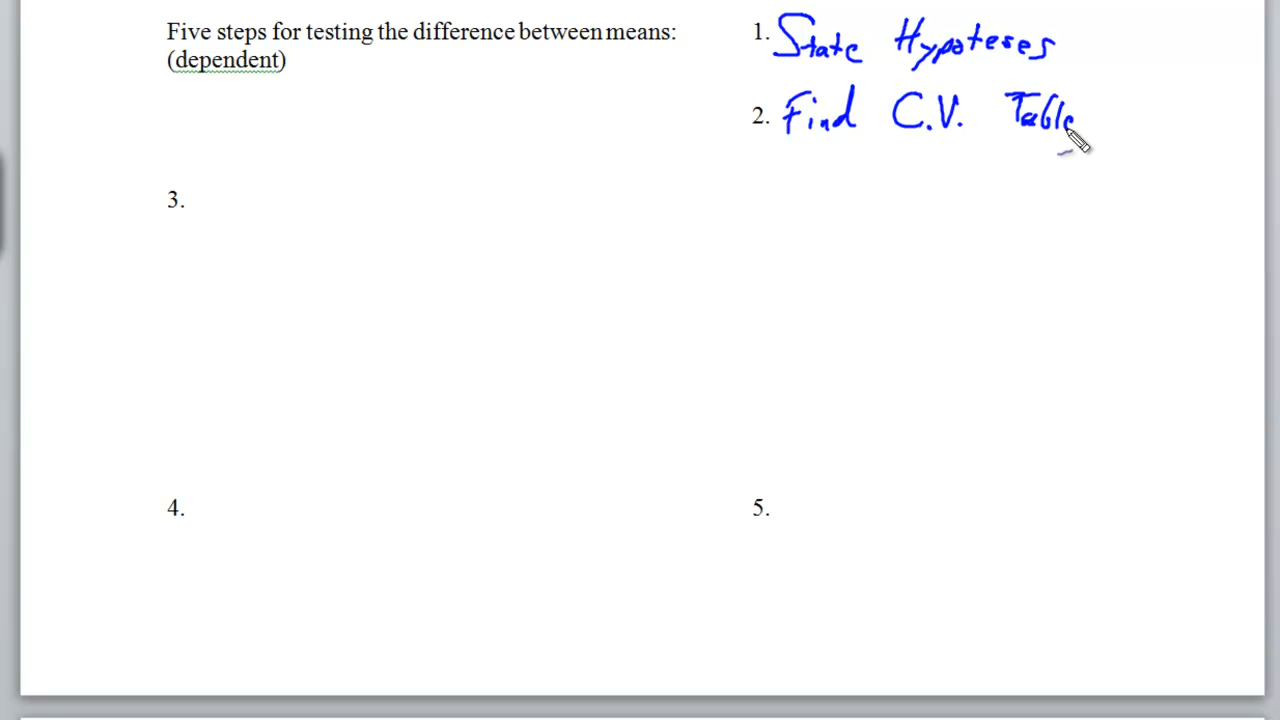 Five steps for testing the difference between means:
(dependent)
1. State Hypoteses
2. Find C.V. Table
3.
4.
5.